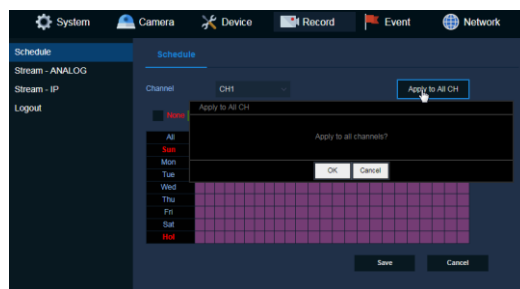 System Camera Device Record Event Network
Schedule
Stream - ANALOG
Stream - IP
Logout
Schedule
Channel CH1 Apply to All CH
None
Apply to All CH
Apply to all channels?
OK Cancel
All
Sun
Mon
Tue
Wed
Thu
Fri
Sat
Hol
Save Cancel